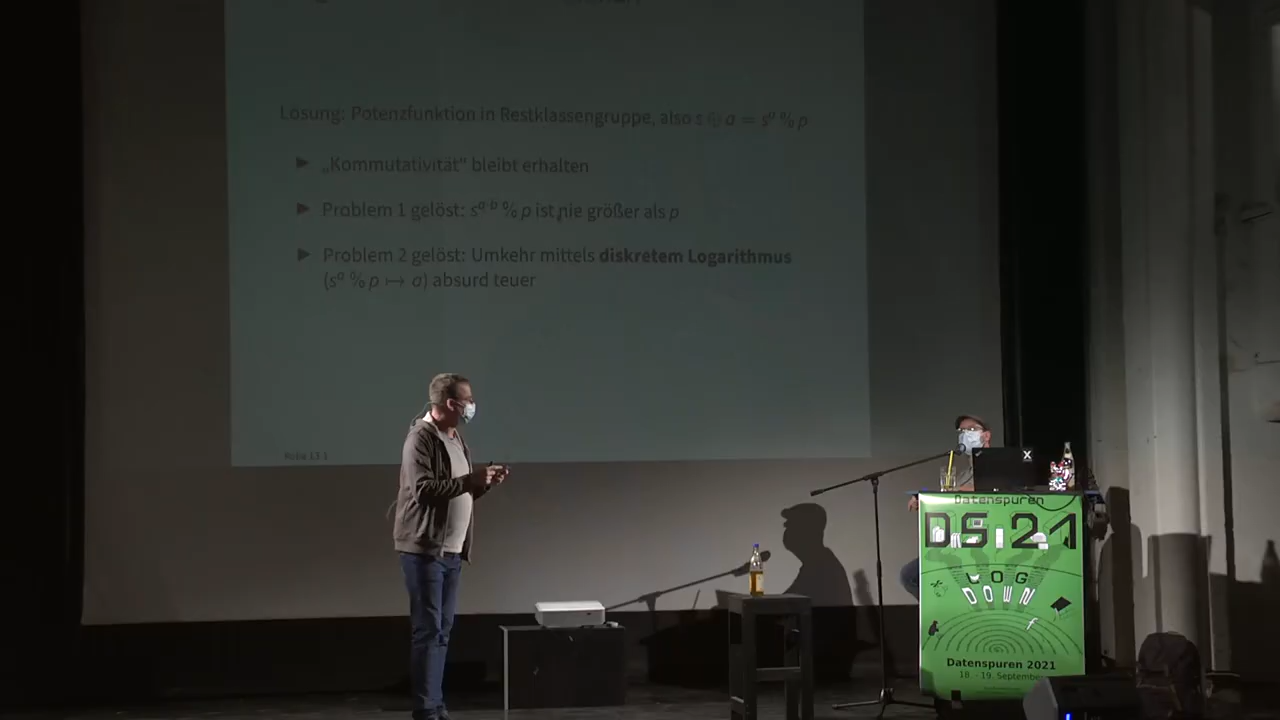 Lösung: Potenzfunktion in Restklassengruppe, also s ⊕ a = sᵃ % p
► „Kommutativität“ bleibt erhalten
► Problem 1 gelöst: sᵃ·ᵇ % p ist nie größer als p
► Problem 2 gelöst: Umkehr mittels diskretem Logarithmus
(sᵃ % p ↦ a) absurd teuer
Datenspuren
DS 21
LOG
DOWN
Datenspuren 2021
18. - 19. September